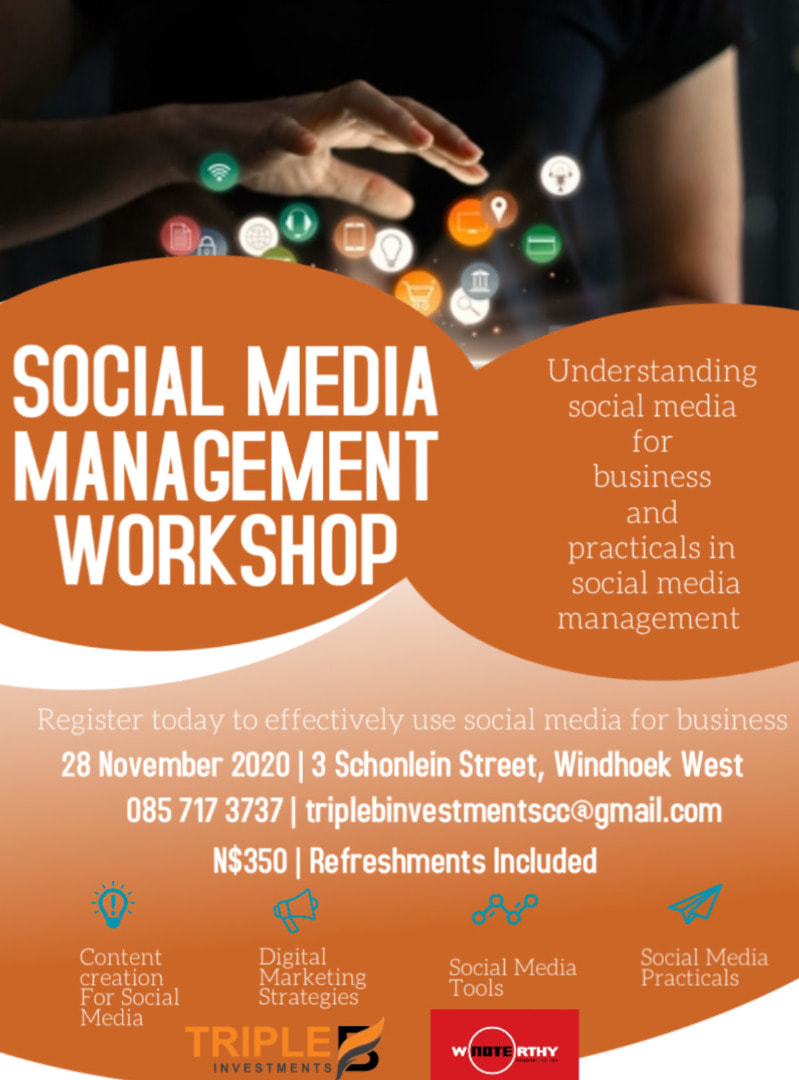 SOCIAL MEDIA
MANAGEMENT
WORKSHOP
Understanding
social media
for
business
and
practicals in
social media
management
Register today to effectively use social media for business
28 November 2020 | 3 Schonlein Street, Windhoek West
085 717 3737 | triplebinvestmentscc@gmail.com
N$350 | Refreshments Included
Content
creation
For Social
Media
Digital
Marketing
Strategies
Social Media
Tools
Social Media
Practicals
TRIPLE B
INVESTMENTS
WNOTERTHY